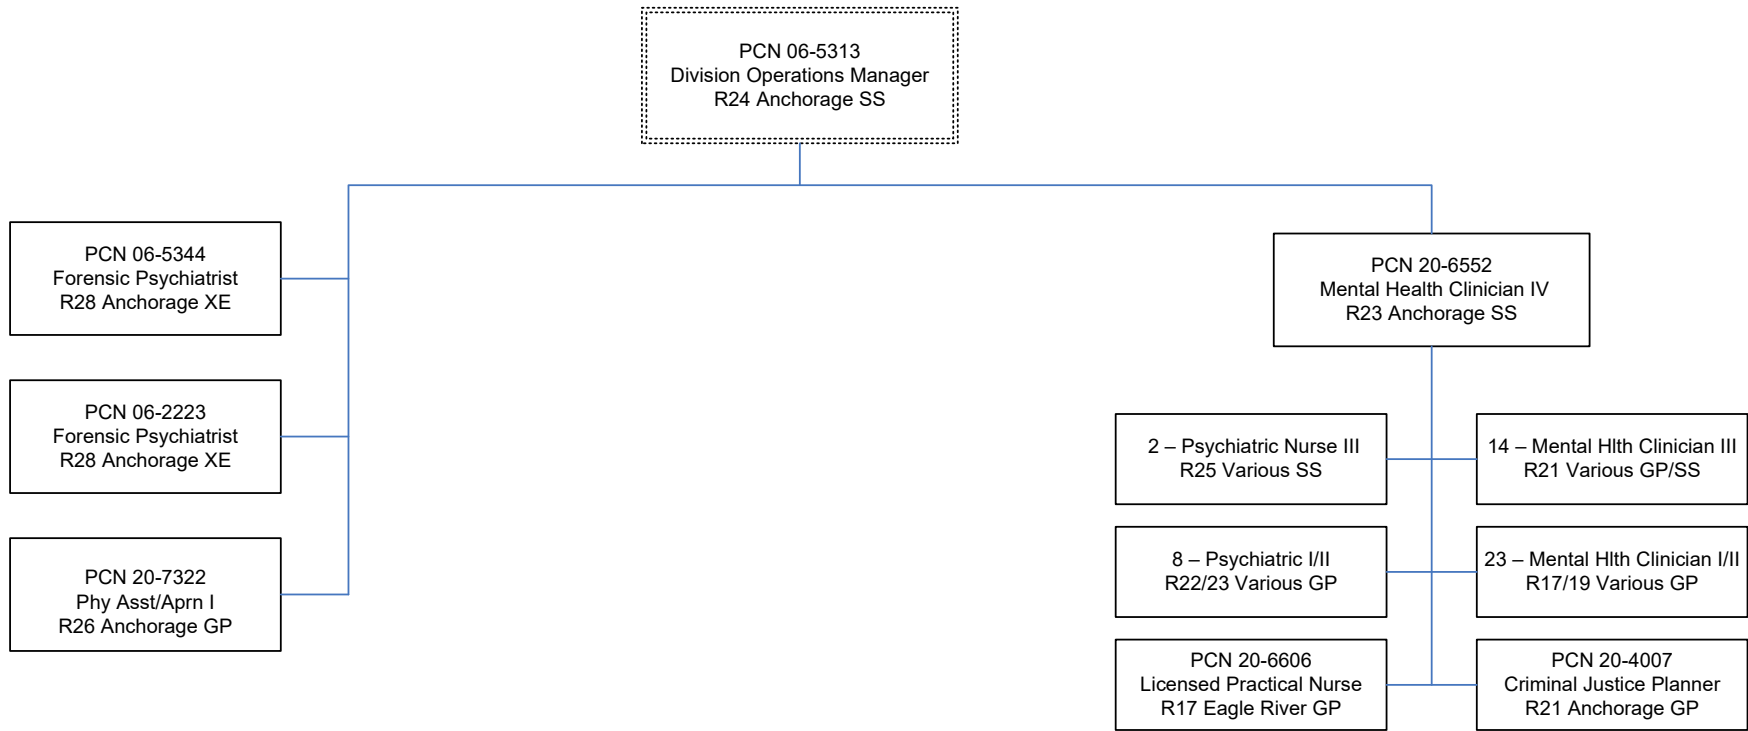 PCN 06-5313
Division Operations Manager
R24 Anchorage SS
PCN 06-5344
Forensic Psychiatrist
R28 Anchorage XE
PCN 06-2223
Forensic Psychiatrist
R28 Anchorage XE
PCN 20-7322
Phy Asst/Aprn I
R26 Anchorage GP
PCN 20-6552
Mental Health Clinician IV
R23 Anchorage SS
2 – Psychiatric Nurse III
R25 Various SS
14 – Mental Hlth Clinician III
R21 Various GP/SS
8 – Psychiatric I/II
R22/23 Various GP
23 – Mental Hlth Clinician I/II
R17/19 Various GP
PCN 20-6606
Licensed Practical Nurse
R17 Eagle River GP
PCN 20-4007
Criminal Justice Planner
R21 Anchorage GP